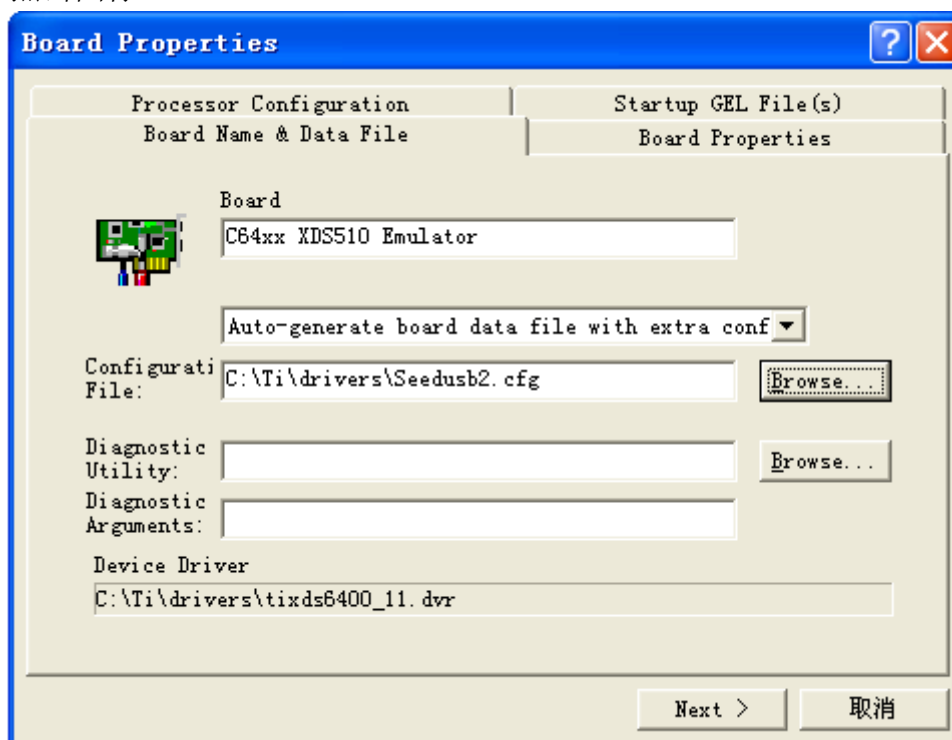 Board Properties
Processor Configuration
Startup GEL File(s)
Board Name & Data File
Board Properties
Board
C64xx XDS510 Emulator
Auto-generate board data file with extra conf
Configurati
File:
C:\Ti\drivers\Seedusb2.cfg
Browse...
Diagnostic
Utility:
Browse...
Diagnostic
Arguments:
Device Driver
C:\Ti\drivers\tixds6400_11.dvr
Next >
取消